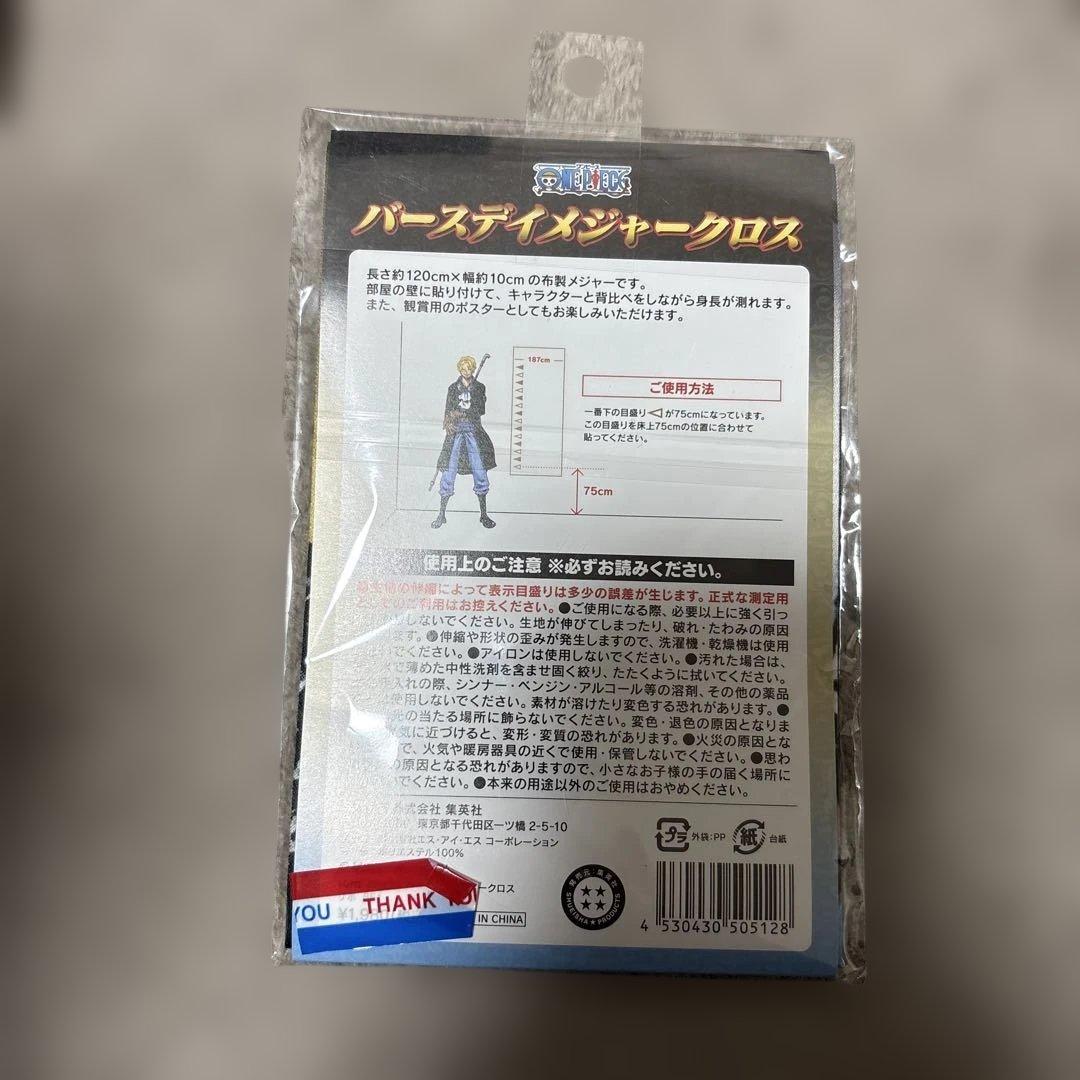 ONE PIECE
バースデイメジャークロス
長さ約120cm×幅約10cmの布製メジャーです。
部屋の壁に貼り付けて、キャラクターと背比べをしながら身長が測れます。
また、観賞用のポスターとしてもお楽しみいただけます。
187cm
ご使用方法
一番下の目盛り◁が75cmになっています。
この目盛りを床上75cmの位置に合わせて
貼ってください。
75cm
使用上のご注意 ※必ずお読みください。
伸縮によって表示目盛りは多少の誤差が生じます。正式な測定用
としてのご利用はお控えください。●ご使用になる際、必要以上に強く引っ
しないでください。生地が伸びてしまったり、破れ・たわみの原因
ます。●伸縮や形状の歪みが発生しますので、洗濯機・乾燥機は使用
でください。●アイロンは使用しないでください。●汚れた場合は、
で薄めた中性洗剤を含ませ固く絞り、たたくように拭いてください。
入れの際、シンナー・ベンジン・アルコール等の溶剤、その他の薬品
使用しないでください。素材が溶けたり変色する恐れがあります。●
光の当たる場所に飾らないでください。変色・退色の原因となりま
気に近づけると、変形・変質の恐れがあります。●火災の原因とな
で、火気や暖房器具の近くで使用・保管しないでください。●思わ
の原因となる恐れがありますので、小さなお子様の手の届く場所に
いでください。●本来の用途以外のご使用はおやめください。
株式会社 集英社
東京都千代田区一ツ橋2-5-10
エス・アイ・エス コーポレーション
ポリエステル100%
ークロス
¥1,980
IN CHINA
YOU THANK YOU
プラ 外袋:PP 紙 台紙
発売元:集英社
SHUEISHA★PRODUCTS
4 530430 505128